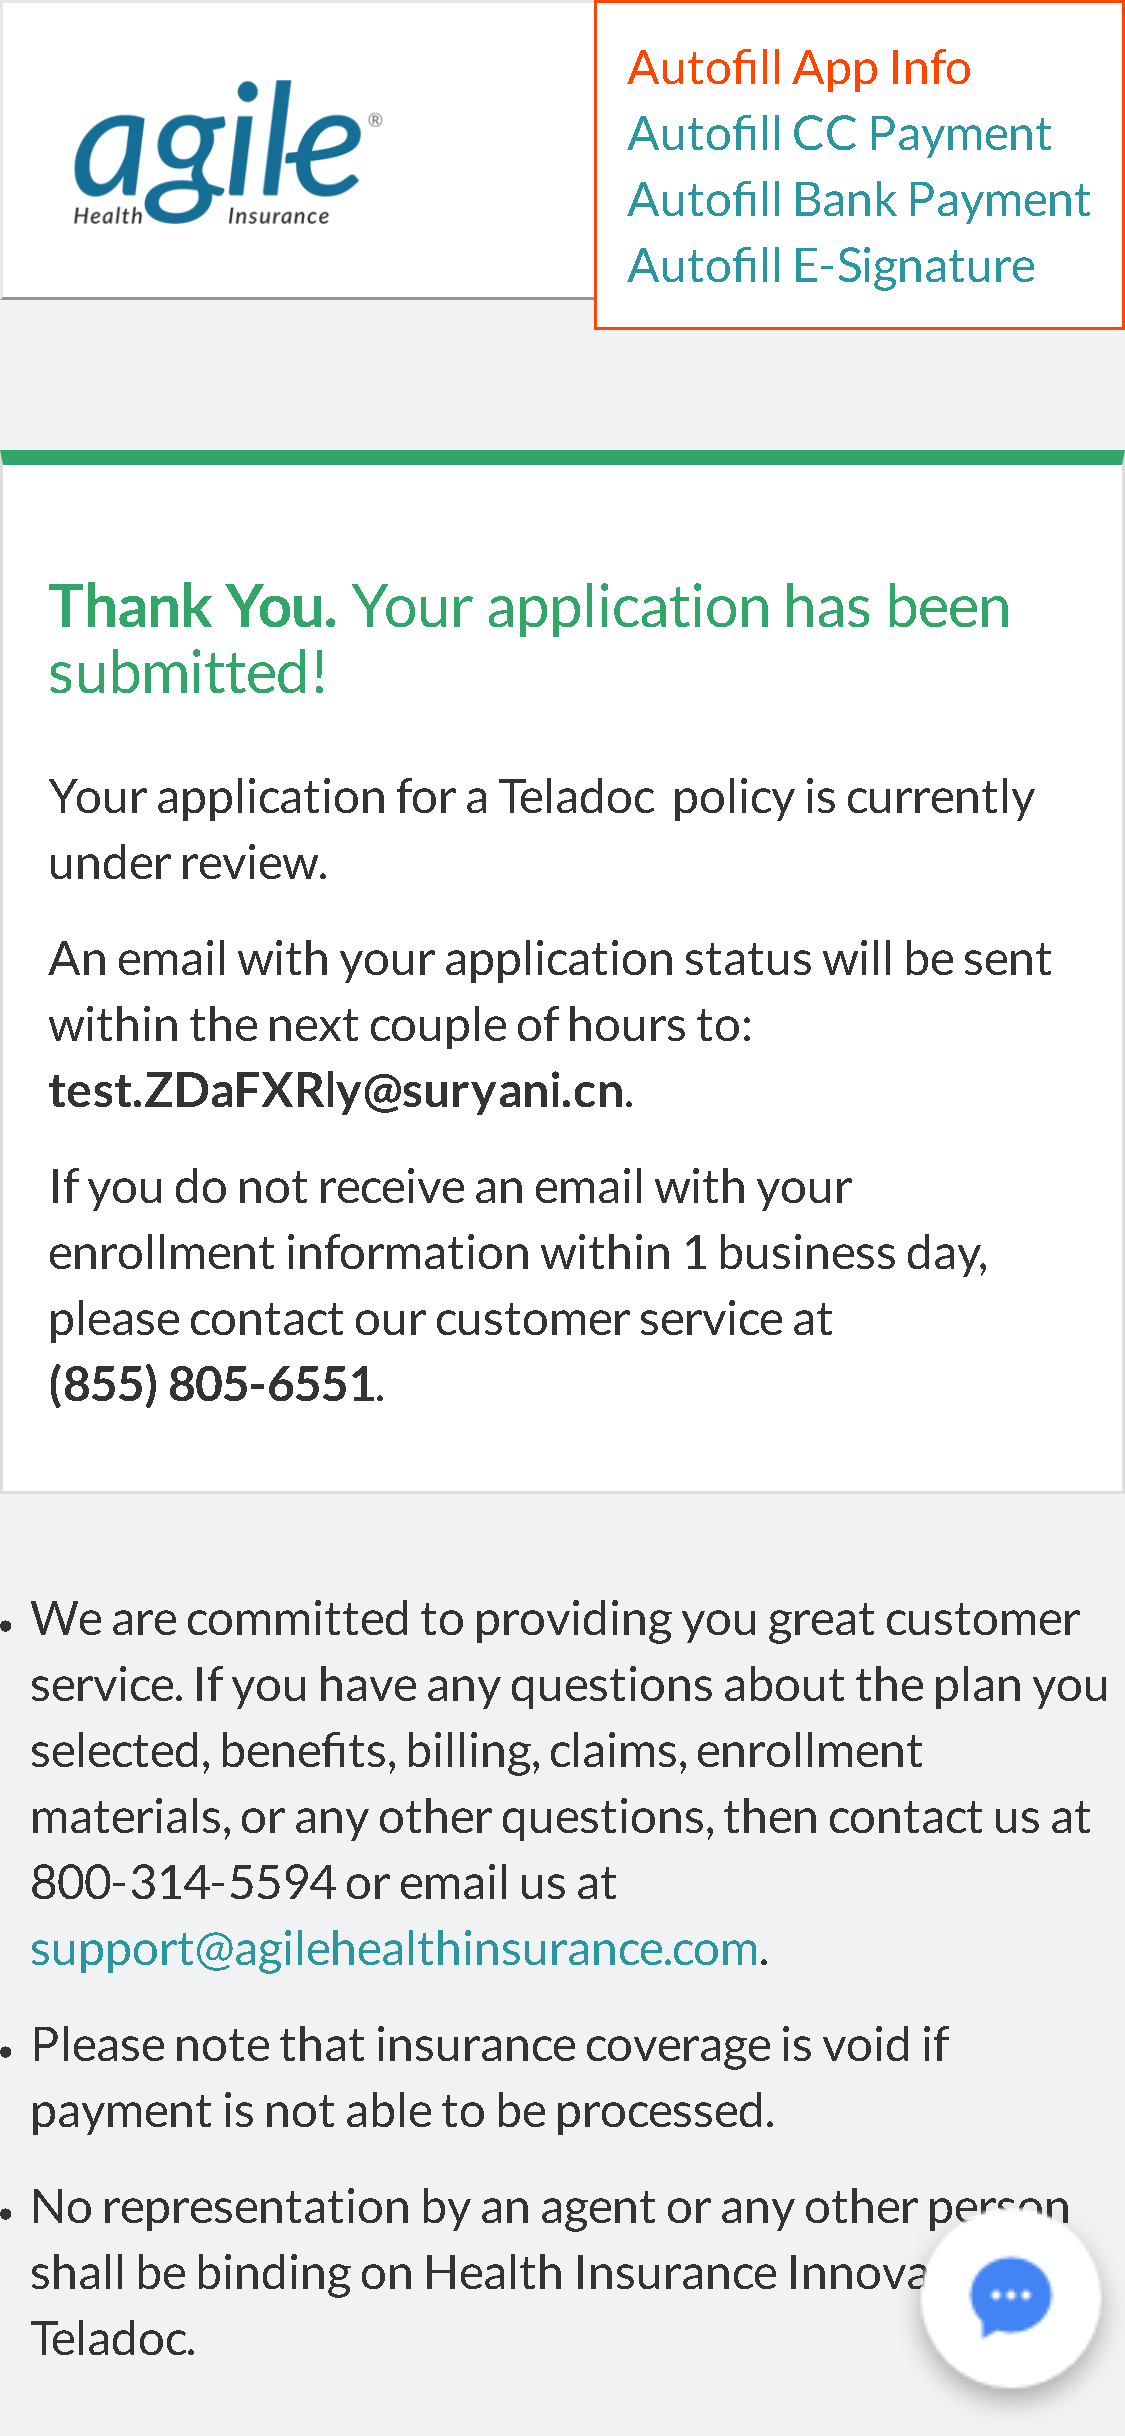 agile®
Health Insurance
Autofill App Info
Autofill CC Payment
Autofill Bank Payment
Autofill E-Signature
Thank You. Your application has been
submitted!
Your application for a Teladoc policy is currently
under review.
An email with your application status will be sent
within the next couple of hours to:
test.ZDaFXRly@suryani.cn.
If you do not receive an email with your
enrollment information within 1 business day,
please contact our customer service at
(855) 805-6551.
• We are committed to providing you great customer
service. If you have any questions about the plan you
selected, benefits, billing, claims, enrollment
materials, or any other questions, then contact us at
800-314-5594 or email us at
support@agilehealthinsurance.com.
• Please note that insurance coverage is void if
payment is not able to be processed.
• No representation by an agent or any other person
shall be binding on Health Insurance
Teladoc.